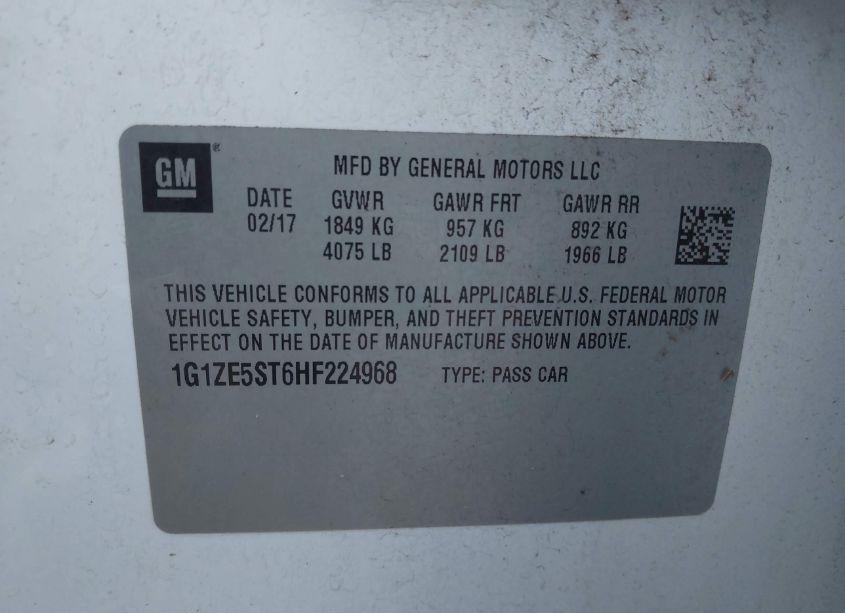 GM®
MFD BY GENERAL MOTORS LLC
DATE GVWR GAWR FRT GAWR RR
02/17 1849 KG 957 KG 892 KG
4075 LB 2109 LB 1966 LB
THIS VEHICLE CONFORMS TO ALL APPLICABLE U.S. FEDERAL MOTOR
VEHICLE SAFETY, BUMPER, AND THEFT PREVENTION STANDARDS IN
EFFECT ON THE DATE OF MANUFACTURE SHOWN ABOVE.
1G1ZE5ST6HF224968 TYPE: PASS CAR